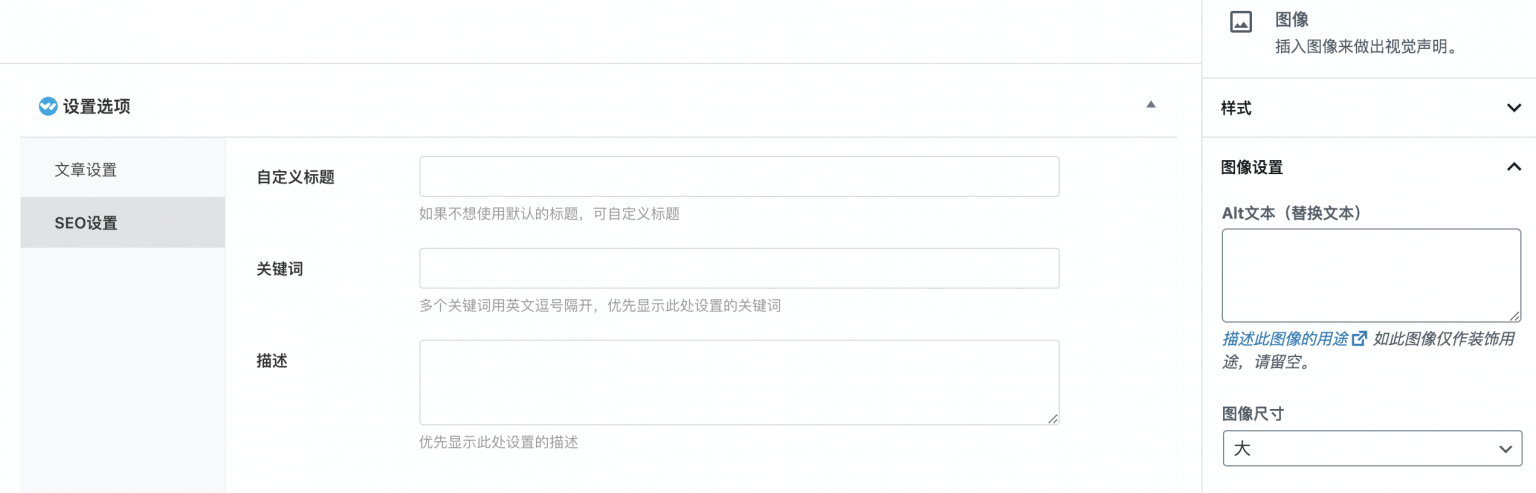 设置选项
文章设置
SEO设置
自定义标题
如果不想使用默认的标题，可自定义标题
关键词
多个关键词用英文逗号隔开，优先显示此处设置的关键词
描述
优先显示此处设置的描述
图像
插入图像来做出视觉声明。
样式
图像设置
Alt文本（替换文本）
描述此图像的用途 如此图像仅作装饰用
途，请留空。
图像尺寸
大